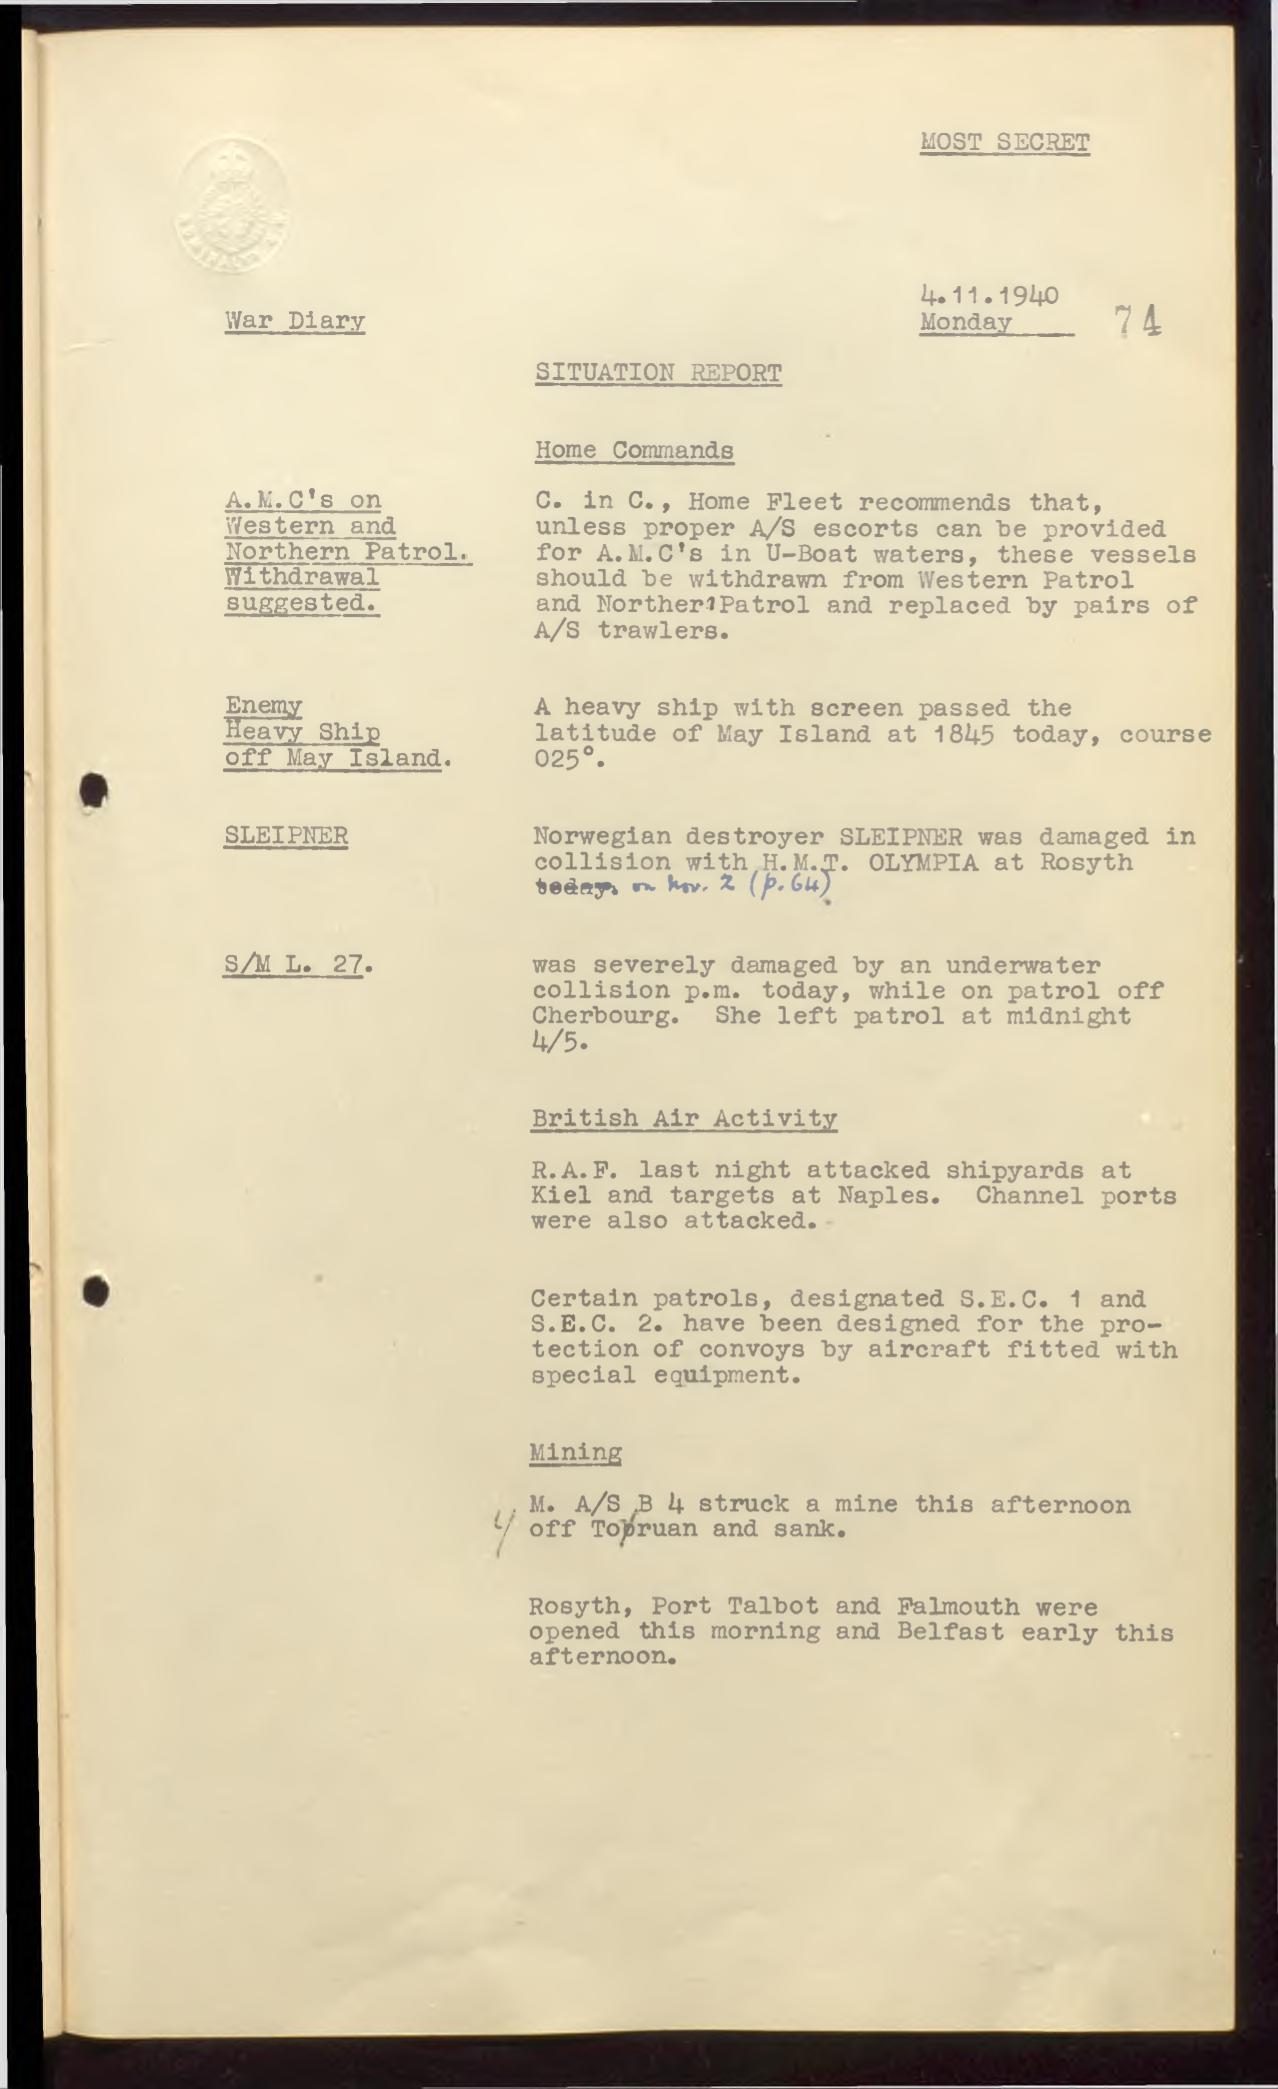 MOST SECRET
4.11.1940
War Diary
Monday
74
SITUATION REPORT
Home Commands
A.M.C's on
Western and
Northern Patrol.
Withdrawal
suggested.
C. in C., Home Fleet recommends that,
unless proper A/S escorts can be provided
for A.M.C's in U-Boat waters, these vessels
should be withdrawn from Western Patrol
and Northern Patrol and replaced by pairs of
A/S trawlers.
Enemy
Heavy Ship
off May Island.
A heavy ship with screen passed the
latitude of May Island at 1845 today, course
025°.
SLEIPNER
Norwegian destroyer SLEIPNER was damaged in
collision with H.M.T. OLYMPIA at Rosyth
today. on Nov. 2 (p.64)
S/M L. 27.
was severely damaged by an underwater
collision p.m. today, while on patrol off
Cherbourg. She left patrol at midnight
4/5.
British Air Activity
R.A.F. last night attacked shipyards at
Kiel and targets at Naples. Channel ports
were also attacked.
Certain patrols, designated S.E.C. 1 and
S.E.C. 2. have been designed for the pro-
tection of convoys by aircraft fitted with
special equipment.
Mining
M. A/S B 4 struck a mine this afternoon
off Torruan and sank.
Rosyth, Port Talbot and Falmouth were
opened this morning and Belfast early this
afternoon.